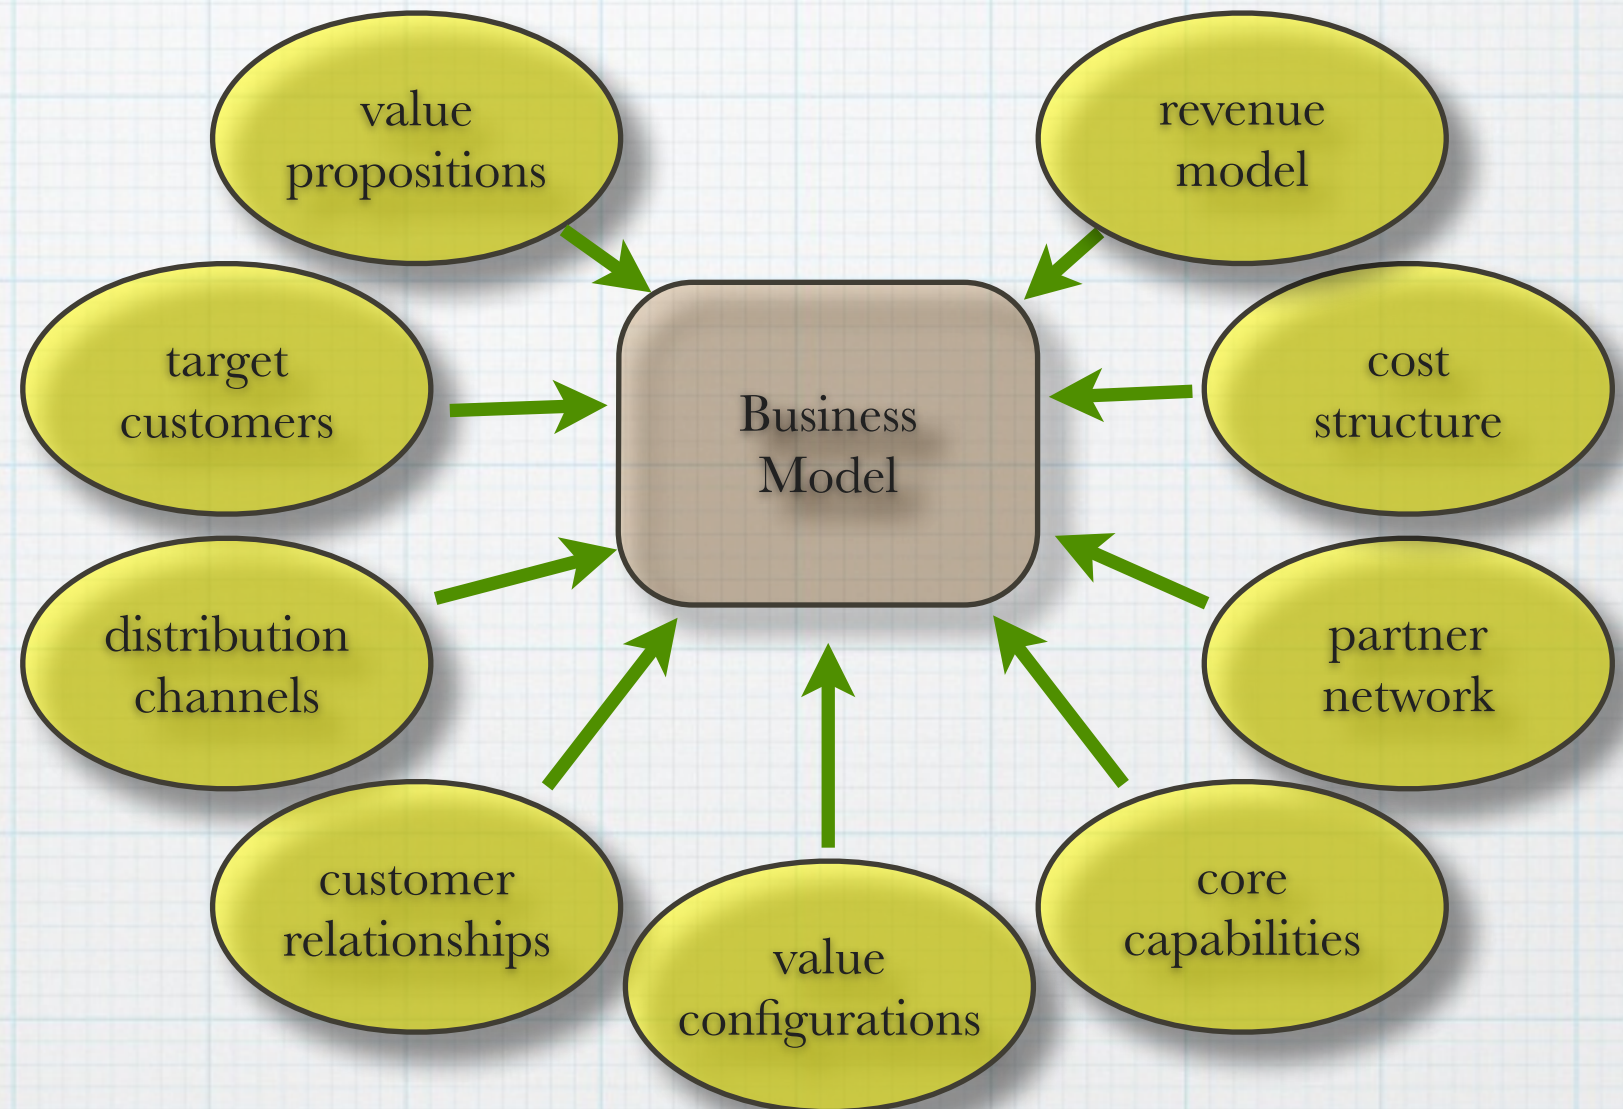 value
propositions
revenue
model
target
customers
Business
Model
cost
structure
distribution
channels
partner
network
customer
relationships
value
configurations
core
capabilities